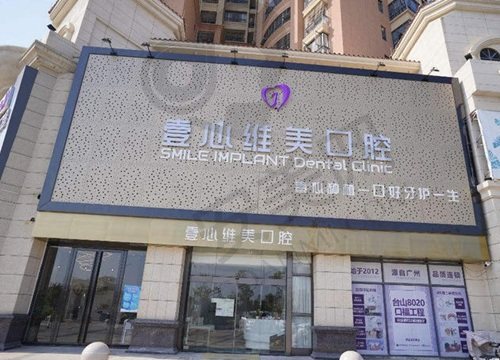 壹心维美口腔
SMILE IMPLANT Dental Clinic
壹心种植一口好牙护一生
壹心维美口腔
始于2012
源自广州
品质连锁
台山8020
口福工程